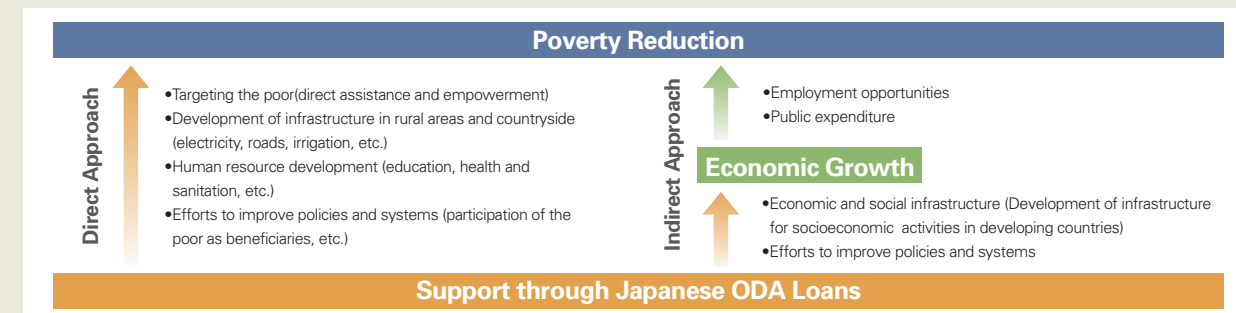 Poverty Reduction
Direct Approach
•Targeting the poor(direct assistance and empowerment)
•Development of infrastructure in rural areas and countryside
(electricity, roads, irrigation, etc.)
•Human resource development (education, health and
sanitation, etc.)
•Efforts to improve policies and systems (participation of the
poor as beneficiaries, etc.)
Indirect Approach
•Employment opportunities
•Public expenditure
Economic Growth
•Economic and social infrastructure (Development of infrastructure
for socioeconomic activities in developing countries)
•Efforts to improve policies and systems
Support through Japanese ODA Loans